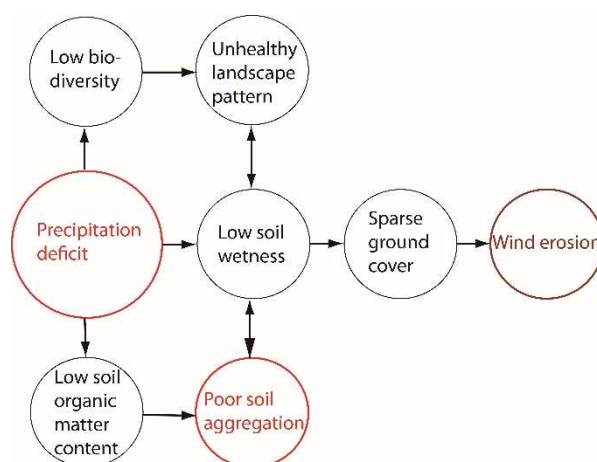 Low bio-
diversity
Unhealthy
landscape
pattern
Precipitation
deficit
Low soil
wetness
Sparse
ground
cover
Wind erosion
Low soil
organic
matter
content
Poor soil
aggregation